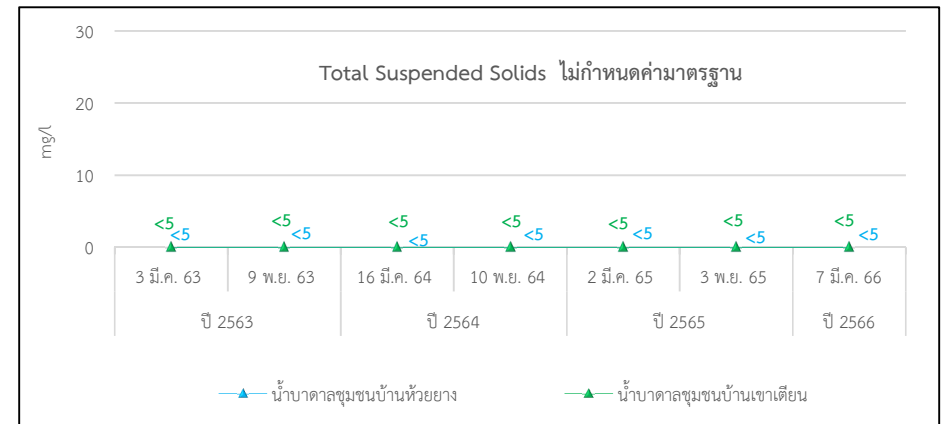 Total Suspended Solids ไม่กำหนดค่ามาตรฐาน
mg/l
30
20
10
0
<5 <5 <5 <5 <5 <5 <5
<5 <5 <5 <5 <5 <5 <5
3 มี.ค. 63 9 พ.ย. 63 16 มี.ค. 64 10 พ.ย. 64 2 มี.ค. 65 3 พ.ย. 65 7 มี.ค. 66
ปี 2563 ปี 2564 ปี 2565 ปี 2566
น้ำบาดาลชุมชนบ้านห้วยยาง น้ำบาดาลชุมชนบ้านเขาเตียน